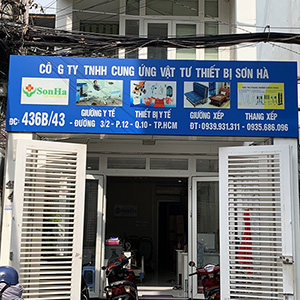 CÔ G TY TNHH CUNG ỨNG VẬT TƯ THIẾT BỊ SƠN HÀ
SonHa
GIƯỜNG Y TẾ THIẾT BỊ Y TẾ GIƯỜNG XẾP THANG XẾP
ĐC: 436B/43 - ĐƯỜNG 3/2 - P.12 - Q.10 - TP.HCM ĐT: 0939.931.311 - 0935.686.096